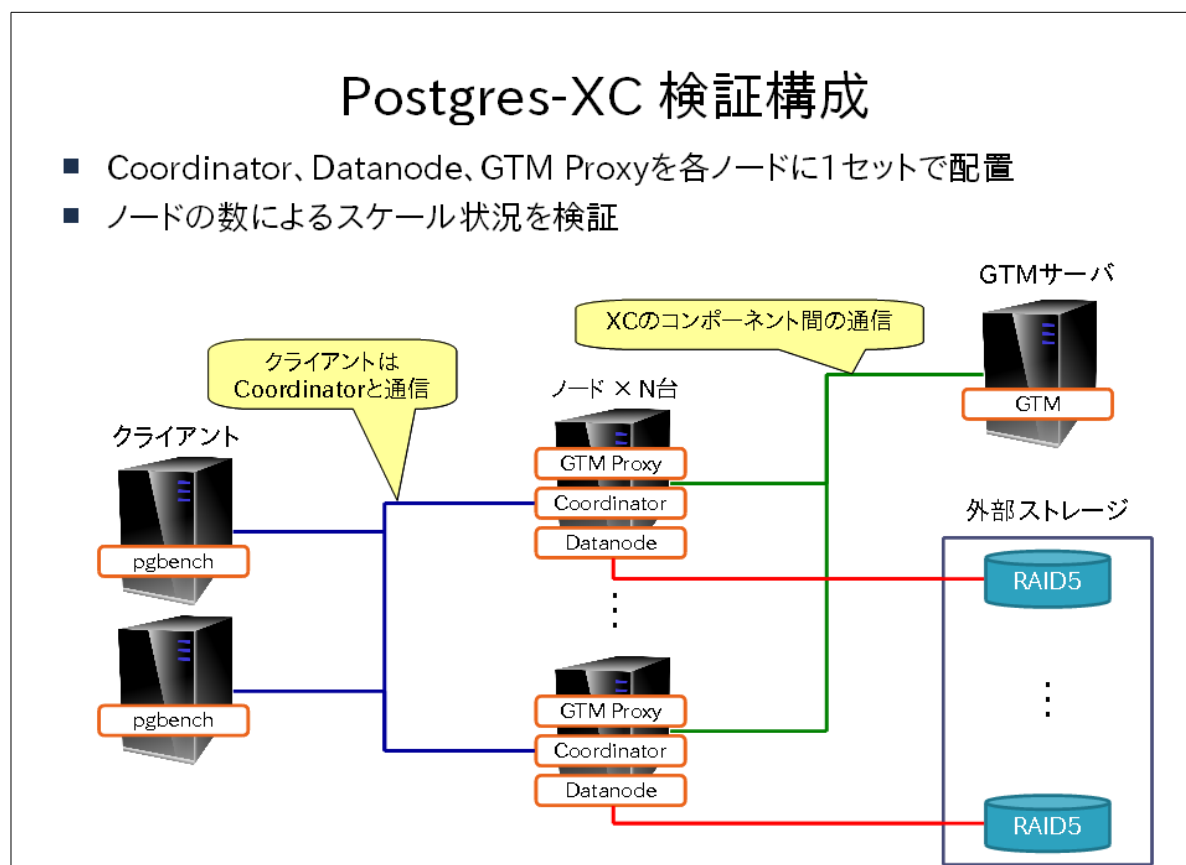 Postgres-XC 検証構成
■ Coordinator、Datanode、GTM Proxyを各ノードに1セットで配置
■ ノードの数によるスケール状況を検証
GTMサーバ
XCのコンポーネント間の通信
クライアントは
Coordinatorと通信
ノード × N台
GTM
クライアント
GTM Proxy
Coordinator
Datanode
外部ストレージ
pgbench
RAID5
⋮
pgbench
GTM Proxy
Coordinator
Datanode
⋮
RAID5